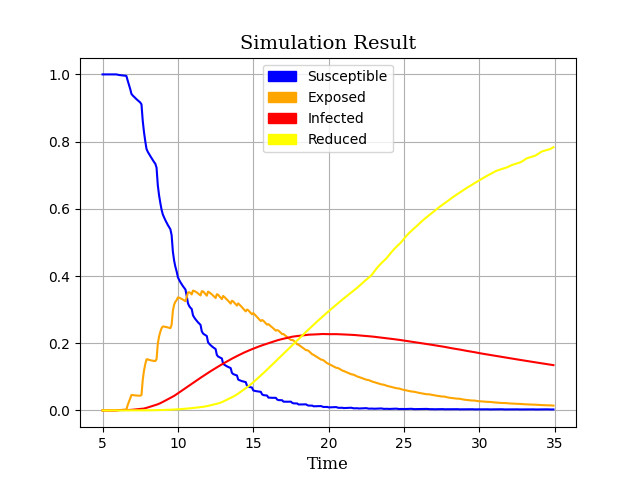 Simulation Result
Susceptible
Exposed
Infected
Reduced
1.0
0.8
0.6
0.4
0.2
0.0
5 10 15 20 25 30 35
Time